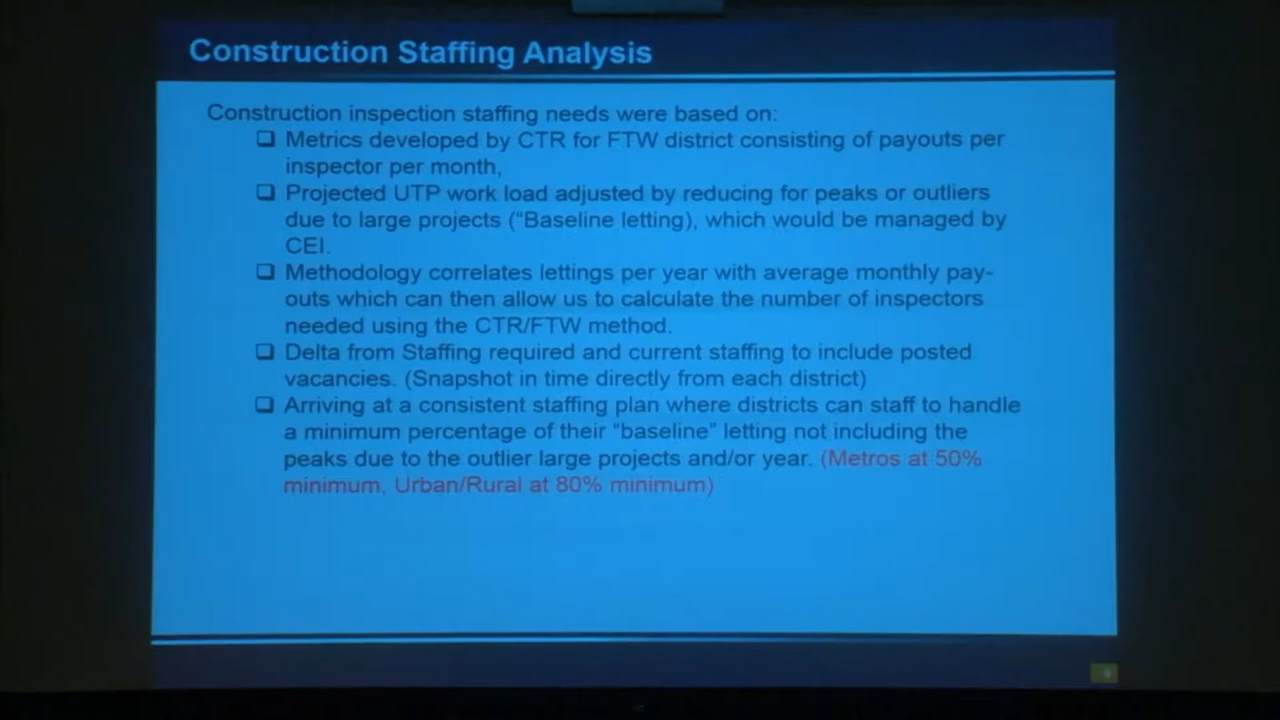 Construction Staffing Analysis
Construction inspection staffing needs were based on:
Metrics developed by CTR for FTW district consisting of payouts per
inspector per month,
Projected UTP work load adjusted by reducing for peaks or outliers
due to large projects ("Baseline letting), which would be managed by
CEI.
Methodology correlates lettings per year with average monthly pay-
outs which can then allow us to calculate the number of inspectors
needed using the CTR/FTW method.
Delta from Staffing required and current staffing to include posted
vacancies. (Snapshot in time directly from each district)
Arriving at a consistent staffing plan where districts can staff to handle
a minimum percentage of their "baseline" letting not including the
peaks due to the outlier large projects and/or year. (Metros at 50%
minimum, Urban/Rural at 80% minimum)